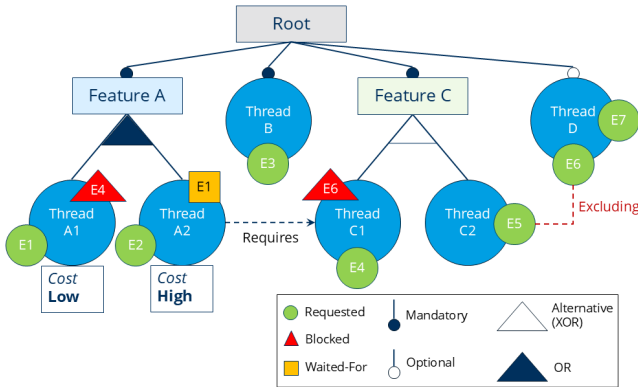 Root
Feature A
Feature C
Thread
B
E3
Thread
D
E7
E6
E4
Thread
A1
E1
Cost
Low
E1
Thread
A2
E2
Cost
High
Requires
E6
Thread
C1
E4
Thread
C2
E5
Excluding
Requested
Blocked
Waited-For
Mandatory
Optional
Alternative
(XOR)
OR